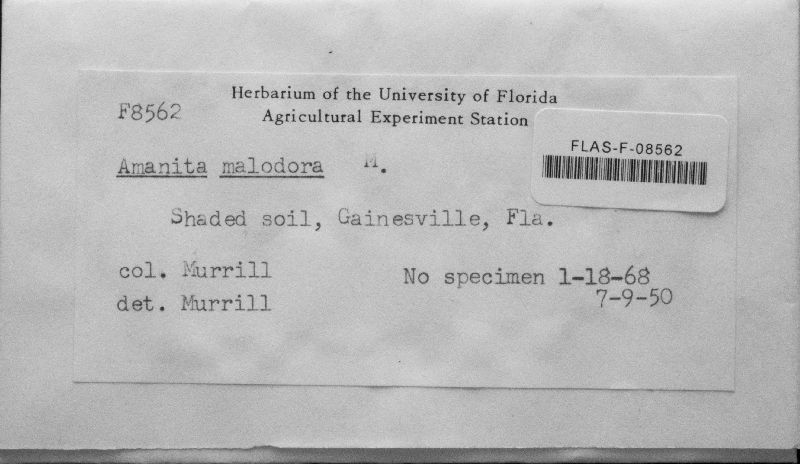 Herbarium of the University of Florida
F8562
Agricultural Experiment Station
FLAS-F-08562
Amanita malodora M.
Shaded soil, Gainesville, Fla.
col. Murrill
No specimen 1-18-68
7-9-50
det. Murrill